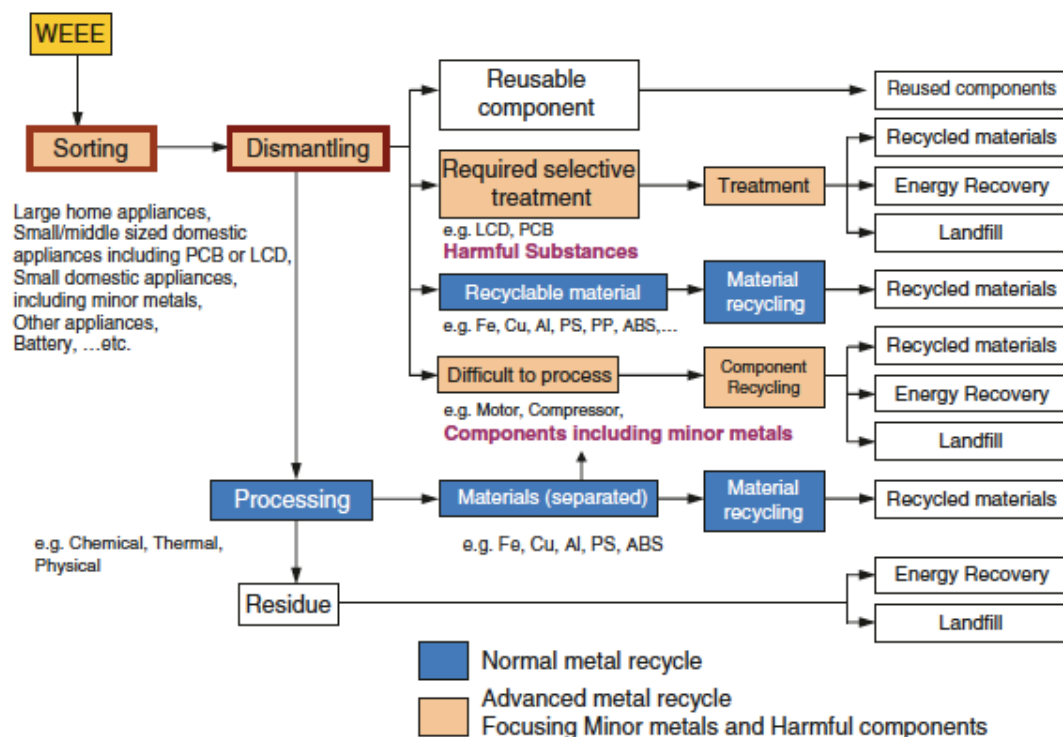 WEEE
Sorting
Dismantling
Large home appliances,
Small/middle sized domestic
appliances including PCB or LCD,
Small domestic appliances,
including minor metals,
Other appliances,
Battery, …etc.
Reusable
component
Reused components
Required selective
treatment
e.g. LCD, PCB
Harmful Substances
Treatment
Recycled materials
Energy Recovery
Landfill
Recyclable material
e.g. Fe, Cu, Al, PS, PP, ABS,…
Material
recycling
Recycled materials
Difficult to process
e.g. Motor, Compressor,
Components including minor metals
Component
Recycling
Recycled materials
Energy Recovery
Landfill
Processing
e.g. Chemical, Thermal,
Physical
Materials (separated)
e.g. Fe, Cu, Al, PS, ABS
Material
recycling
Recycled materials
Residue
Energy Recovery
Landfill
Normal metal recycle
Advanced metal recycle
Focusing Minor metals and Harmful components